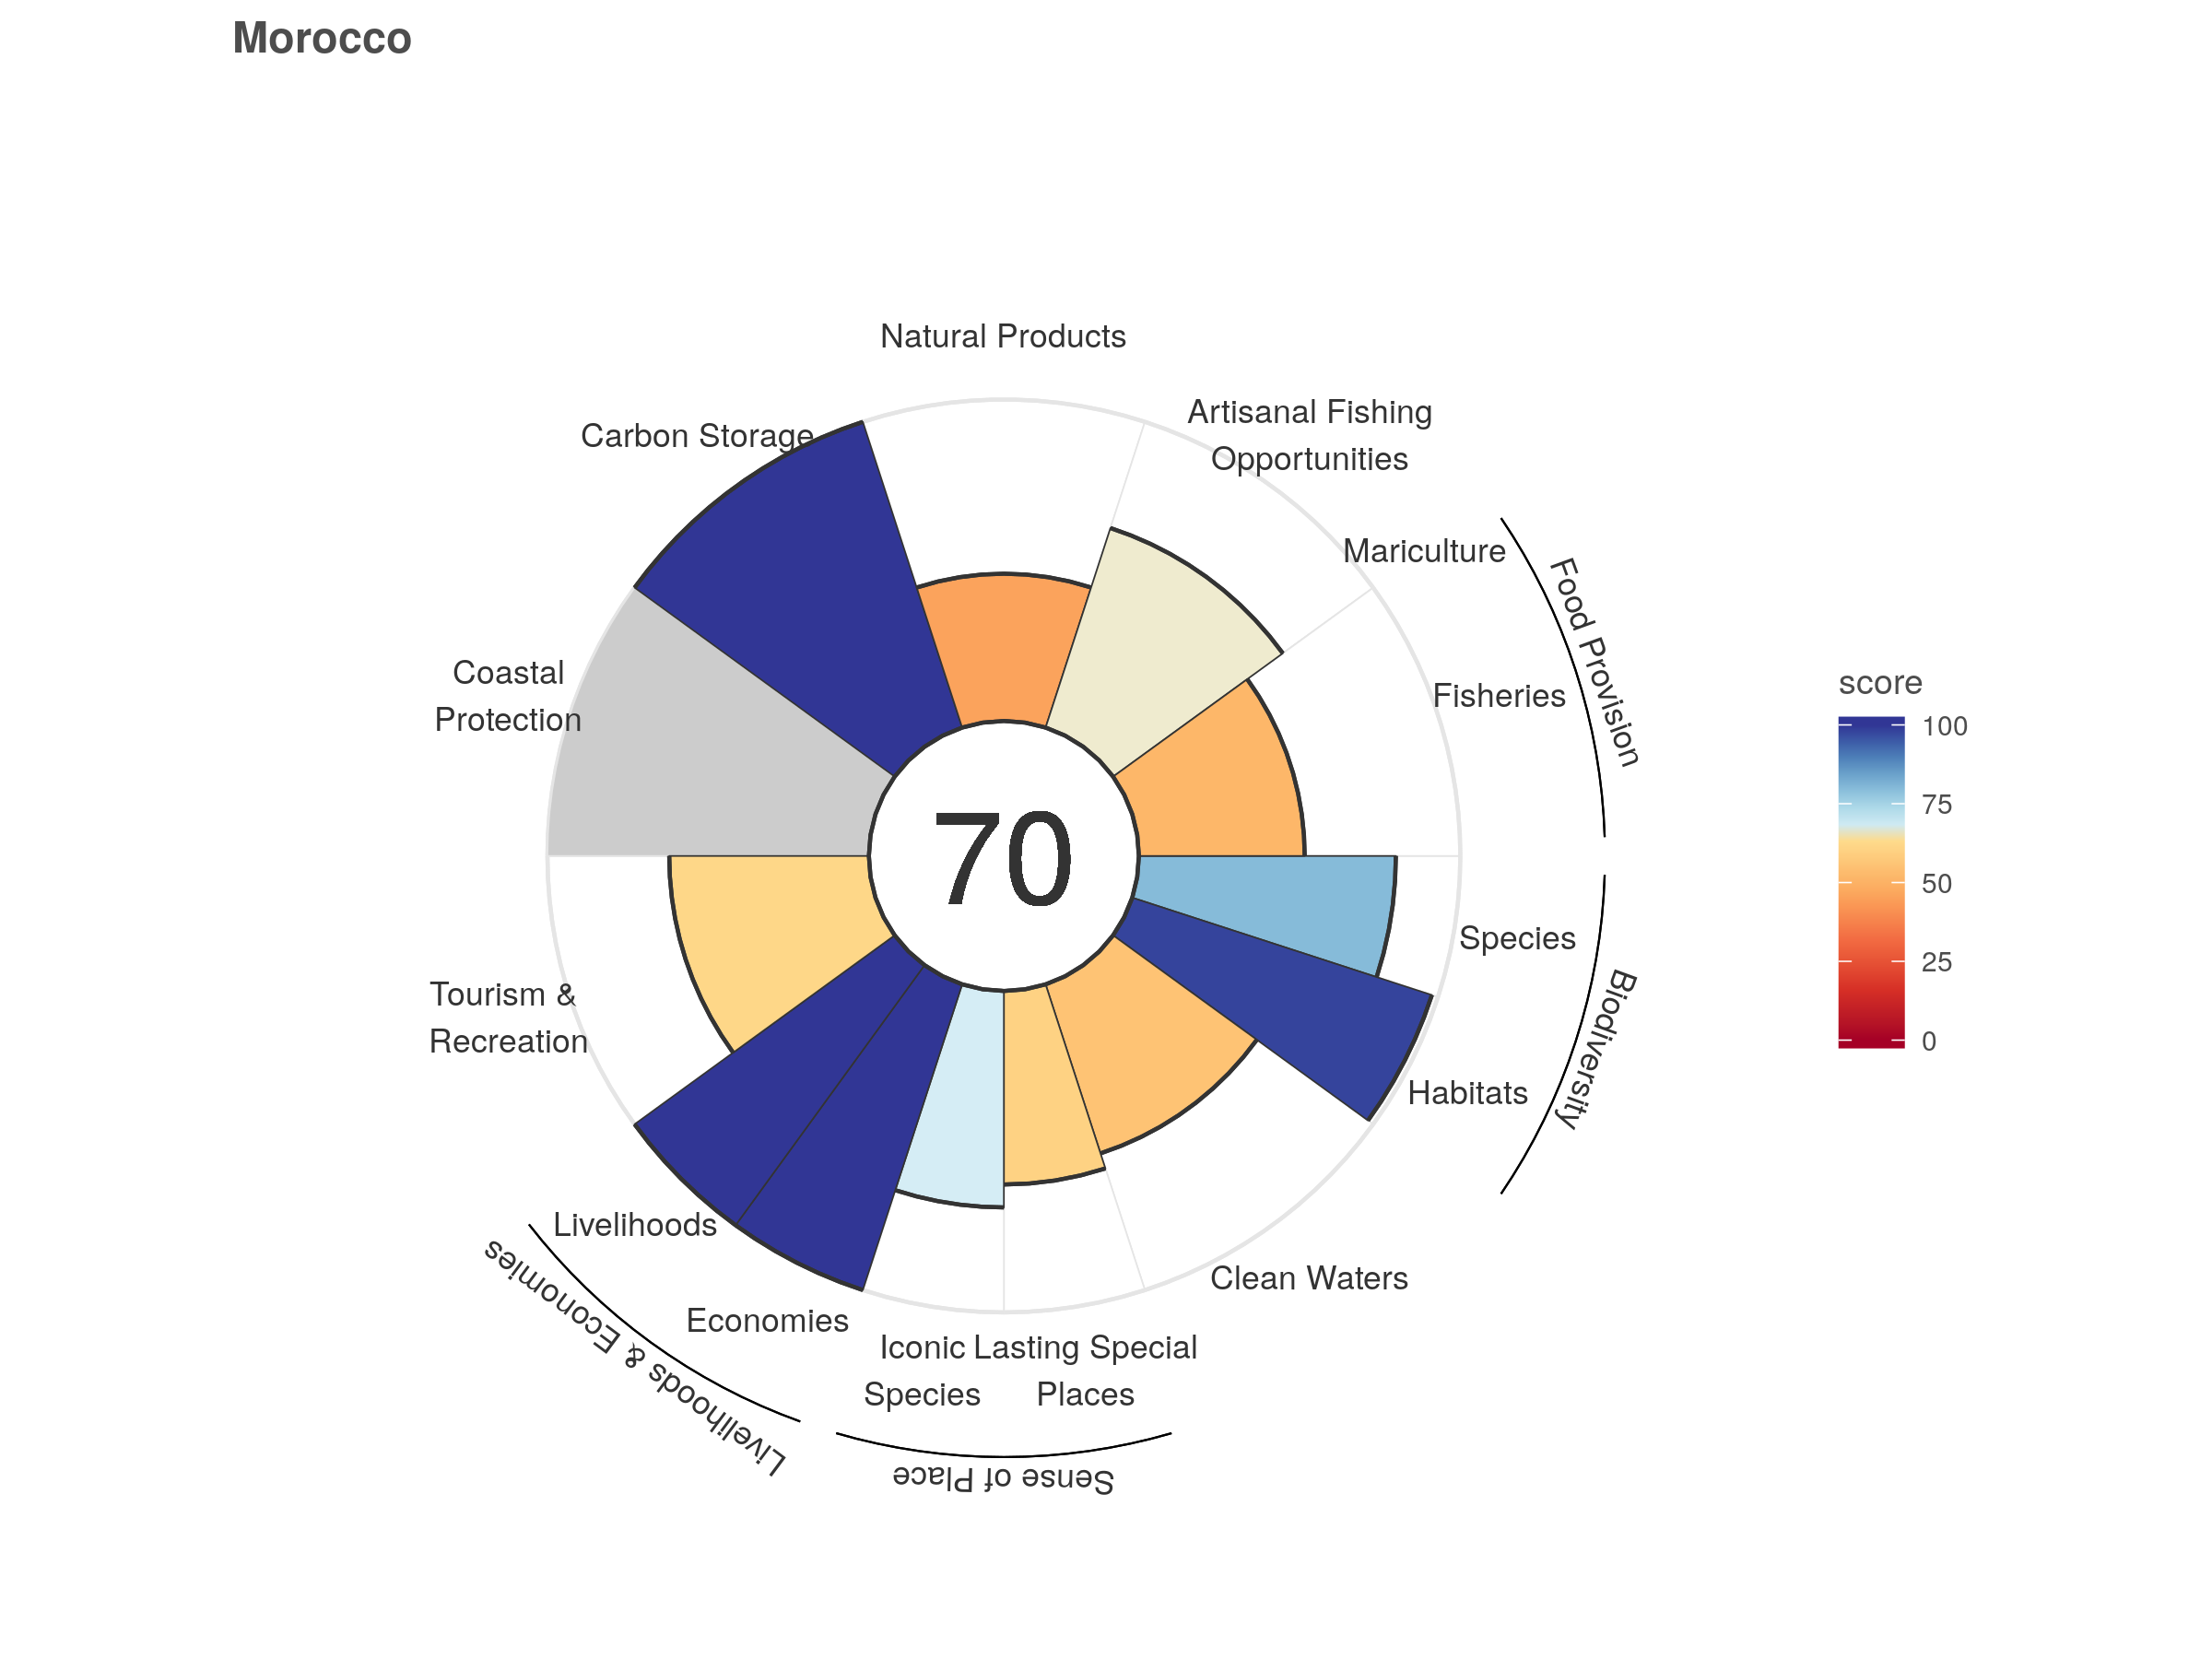 Morocco
Natural Products
Artisanal Fishing
Opportunities
Carbon Storage
Mariculture
Food Provision
Coastal
Protection
Fisheries
score
100
75
50
25
0
70
Species
Biodiversity
Tourism &
Recreation
Habitats
Livelihoods
Clean Waters
Economies
Livelihoods & Economies
Iconic
Species
Lasting Special
Places
Sense of Place